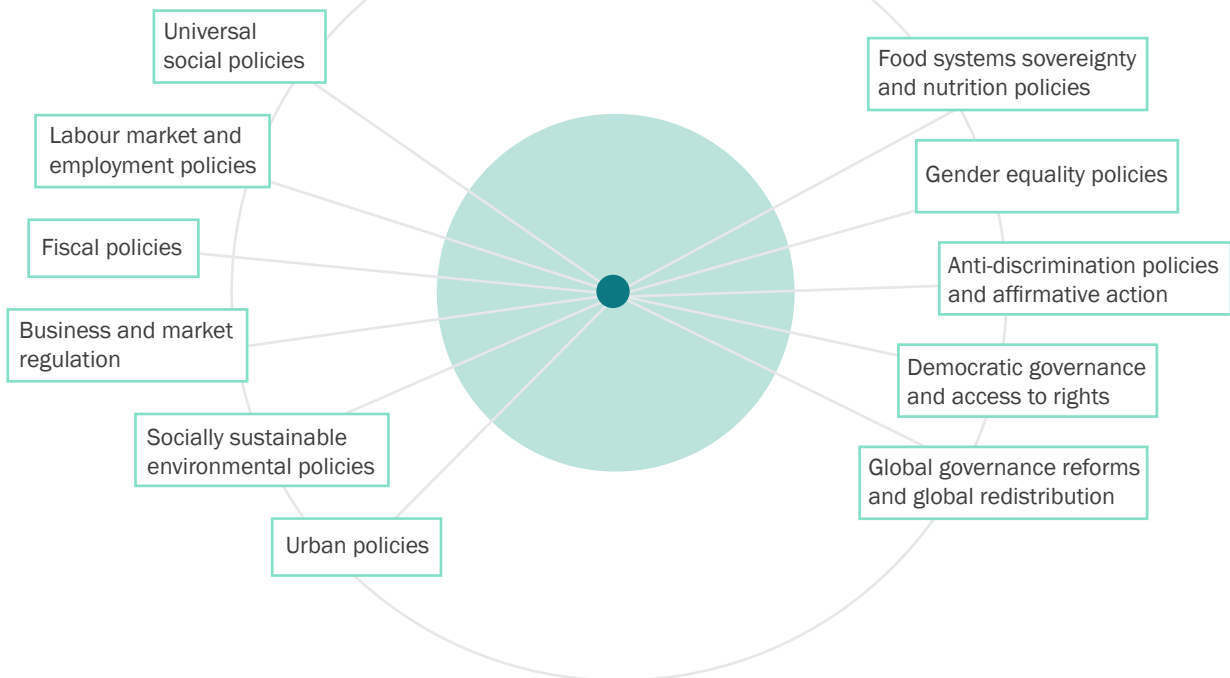 Universal
social policies
Labour market and
employment policies
Fiscal policies
Business and market
regulation
Socially sustainable
environmental policies
Urban policies
Food systems sovereignty
and nutrition policies
Gender equality policies
Anti-discrimination policies
and affirmative action
Democratic governance
and access to rights
Global governance reforms
and global redistribution